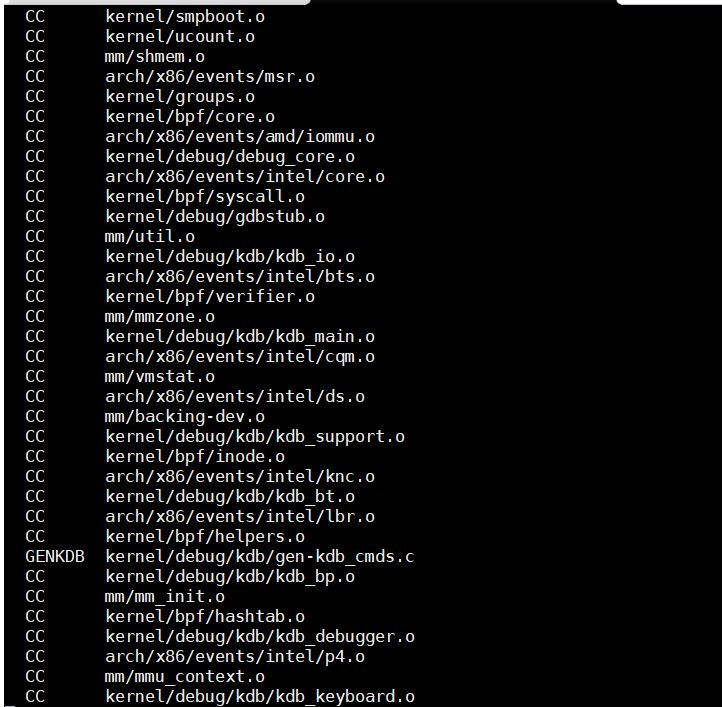 CC kernel/smpboot.o
CC kernel/ucount.o
CC mm/shmem.o
CC arch/x86/events/msr.o
CC kernel/groups.o
CC kernel/bpf/core.o
CC arch/x86/events/amd/iommu.o
CC kernel/debug/debug_core.o
CC arch/x86/events/intel/core.o
CC kernel/bpf/syscall.o
CC kernel/debug/gdbstub.o
CC mm/util.o
CC kernel/debug/kdb/kdb_io.o
CC arch/x86/events/intel/bts.o
CC kernel/bpf/verifier.o
CC mm/mmzone.o
CC kernel/debug/kdb/kdb_main.o
CC arch/x86/events/intel/cqm.o
CC mm/vmstat.o
CC arch/x86/events/intel/ds.o
CC mm/backing-dev.o
CC kernel/debug/kdb/kdb_support.o
CC kernel/bpf/inode.o
CC arch/x86/events/intel/knc.o
CC kernel/debug/kdb/kdb_bt.o
CC arch/x86/events/intel/lbr.o
CC kernel/bpf/helpers.o
GENKDB kernel/debug/kdb/gen-kdb_cmds.c
CC kernel/debug/kdb/kdb_bp.o
CC mm/mm_init.o
CC kernel/bpf/hashtab.o
CC kernel/debug/kdb/kdb_debugger.o
CC arch/x86/events/intel/p4.o
CC mm/mmu_context.o
CC kernel/debug/kdb/kdb_keyboard.o